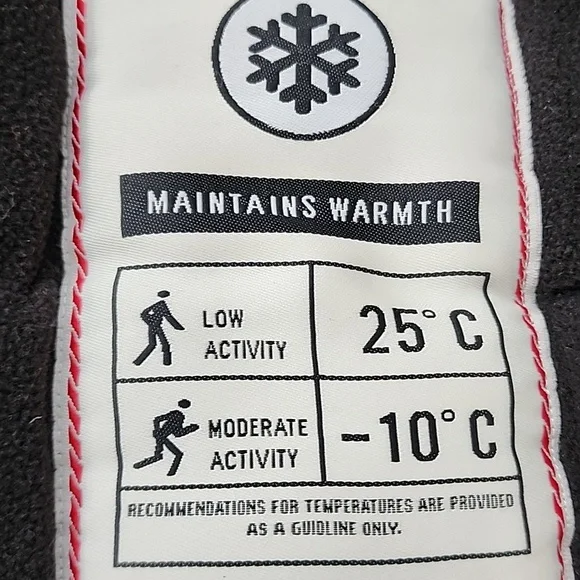 MAINTAINS WARMTH
LOW
ACTIVITY
25° C
MODERATE
ACTIVITY
-10° C
RECOMMENDATIONS FOR TEMPERATURES ARE PROVIDED
AS A GUIDLINE ONLY.